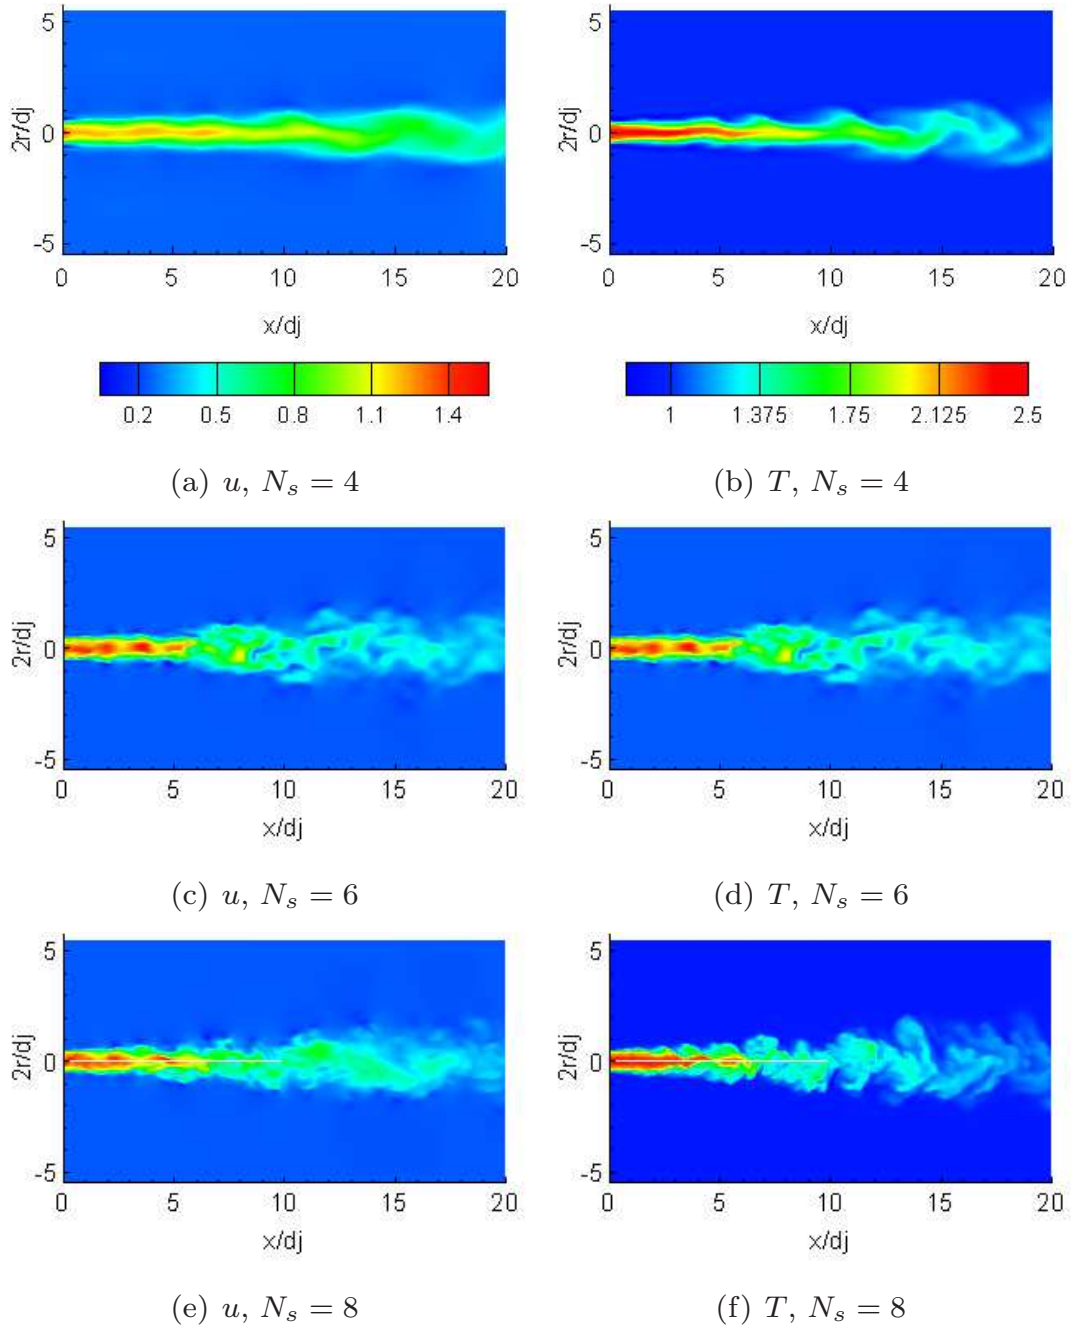 5
5
2r/dj
0
2r/dj
0
-5
-5
0 5 10 15 20
0 5 10 15 20
x/dj
x/dj
0.2 0.5 0.8 1.1 1.4
1 1.375 1.75 2.125 2.5
(a) u, N_s = 4
(b) T, N_s = 4
5
5
2r/dj
0
2r/dj
0
-5
-5
0 5 10 15 20
0 5 10 15 20
x/dj
x/dj
(c) u, N_s = 6
(d) T, N_s = 6
5
5
2r/dj
0
2r/dj
0
-5
-5
0 5 10 15 20
0 5 10 15 20
x/dj
x/dj
(e) u, N_s = 8
(f) T, N_s = 8